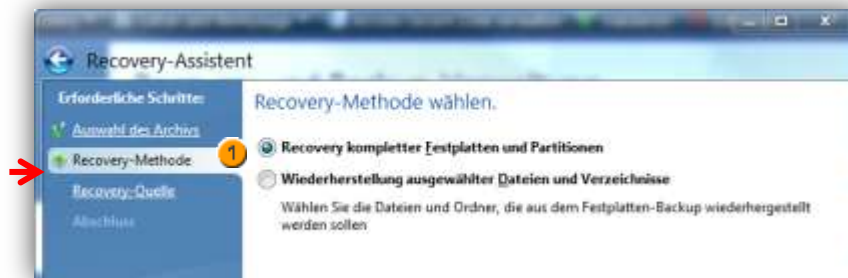 Recovery-Assistent
Erforderliche Schritte:
Auswahl des Archivs
Recovery-Methode
Recovery-Quelle
Abschluss
Recovery-Methode wählen.
1
Recovery kompletter Festplatten und Partitionen
Wiederherstellung ausgewählter Dateien und Verzeichnisse
Wählen Sie die Dateien und Ordner, die aus dem Festplatten-Backup wiederhergestellt
werden sollen